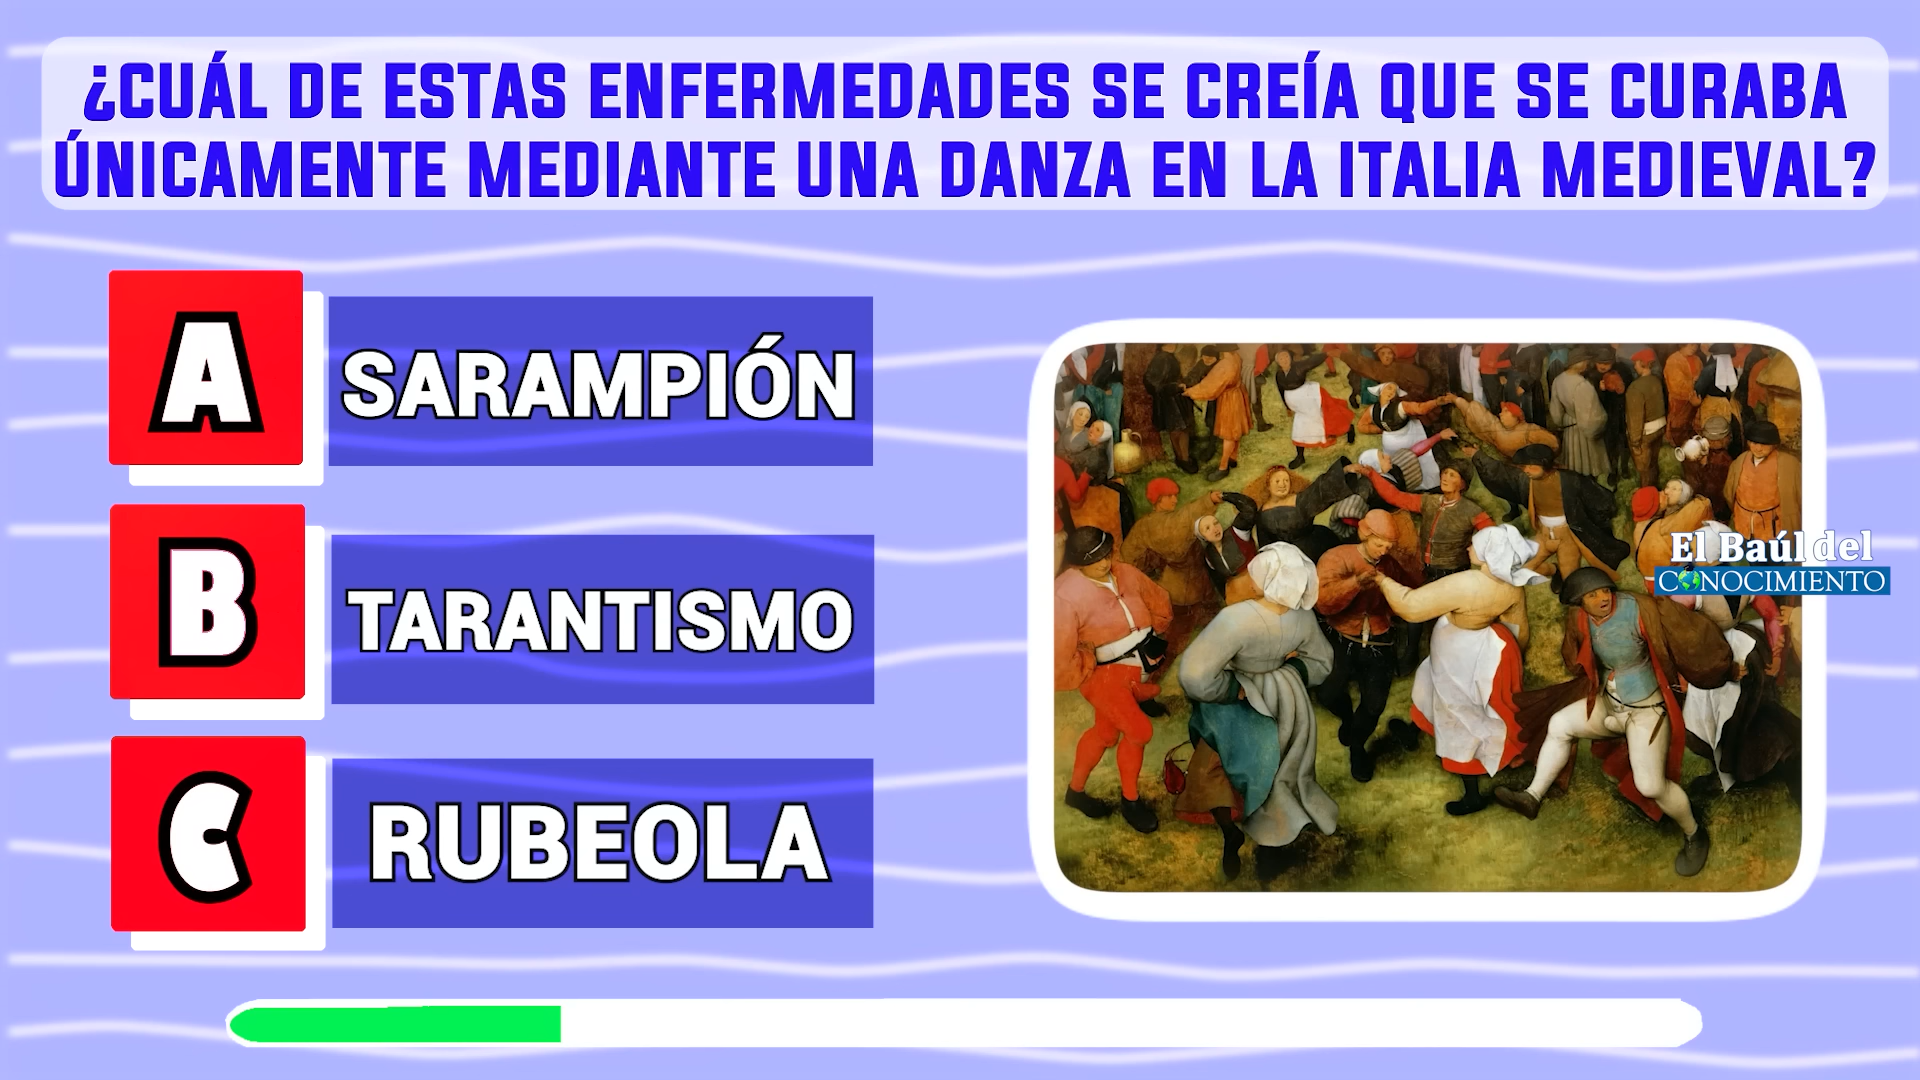 ¿CUÁL DE ESTAS ENFERMEDADES SE CREÍA QUE SE CURABA
ÚNICAMENTE MEDIANTE UNA DANZA EN LA ITALIA MEDIEVAL?
A
SARAMPIÓN
B
TARANTISMO
C
RUBEOLA
El Baúl del
CONOCIMIENTO